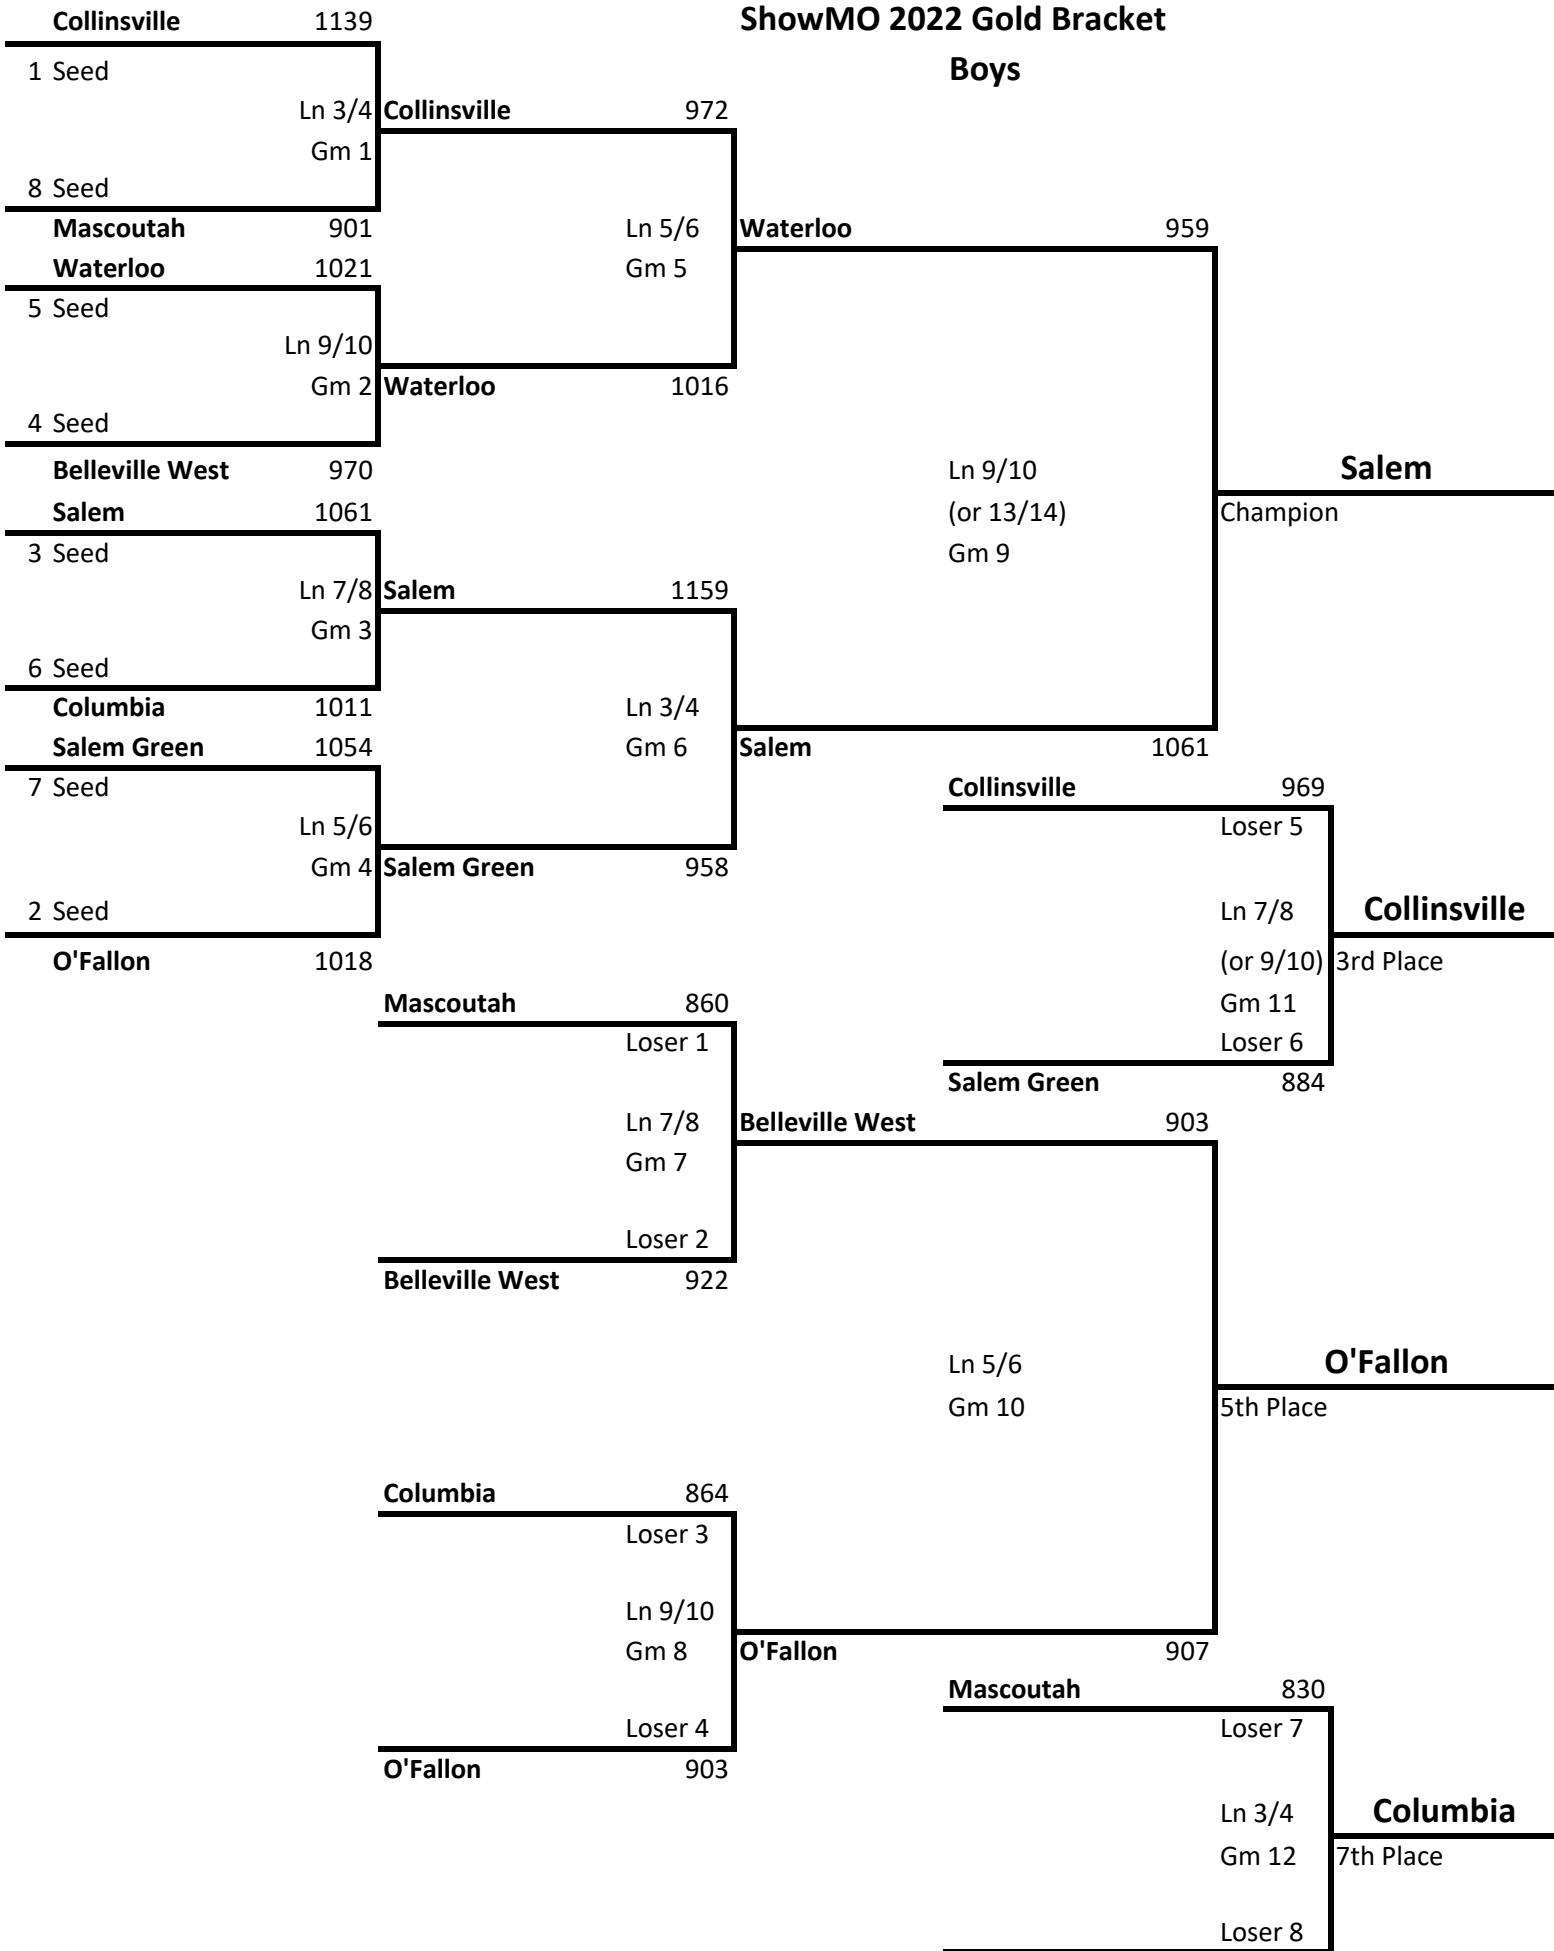 ShowMO 2022 Gold Bracket
Boys
Collinsville 1139
1 Seed
Ln 3/4 Collinsville 972
Gm 1
8 Seed
Mascoutah 901 Ln 5/6 Waterloo 959
Waterloo 1021 Gm 5
5 Seed
Ln 9/10
Gm 2 Waterloo 1016
4 Seed
Belleville West 970 Ln 9/10 Salem
Salem 1061 (or 13/14) Champion
3 Seed Gm 9
Ln 7/8 Salem 1159
Gm 3
6 Seed
Columbia 1011 Ln 3/4
Salem Green 1054 Gm 6 Salem 1061
7 Seed Collinsville 969
Ln 5/6 Loser 5
Gm 4 Salem Green 958
2 Seed Ln 7/8 Collinsville
O'Fallon 1018 (or 9/10) 3rd Place
Mascoutah 860 Gm 11
Loser 1 Loser 6
Salem Green 884
Ln 7/8 Belleville West 903
Gm 7
Loser 2
Belleville West 922
Ln 5/6 O'Fallon
Gm 10 5th Place
Columbia 864
Loser 3
Ln 9/10
Gm 8 O'Fallon 907
Mascoutah 830
Loser 4 Loser 7
O'Fallon 903
Ln 3/4 Columbia
Gm 12 7th Place
Loser 8